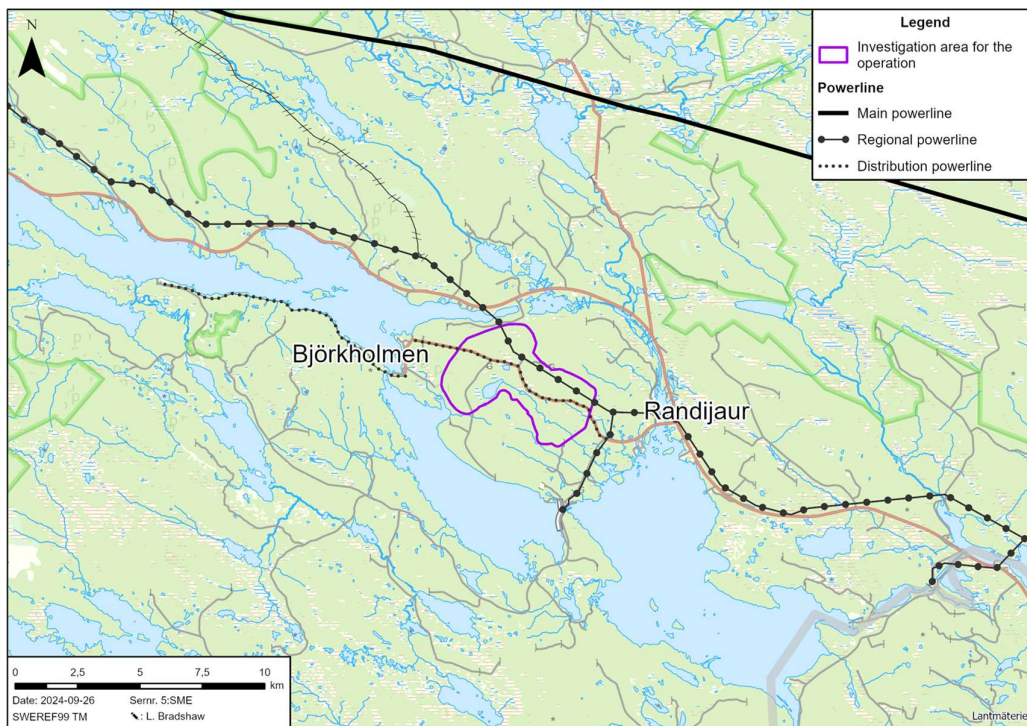 N
Legend
Investigation area for the
operation
Powerline
Main powerline
Regional powerline
Distribution powerline
Björkholmen
Randijaur
0 2,5 5 7,5 10
km
Date: 2024-09-26 Sernr. 5:SME
SWEREF99 TM : L. Bradshaw
Lantmäterie